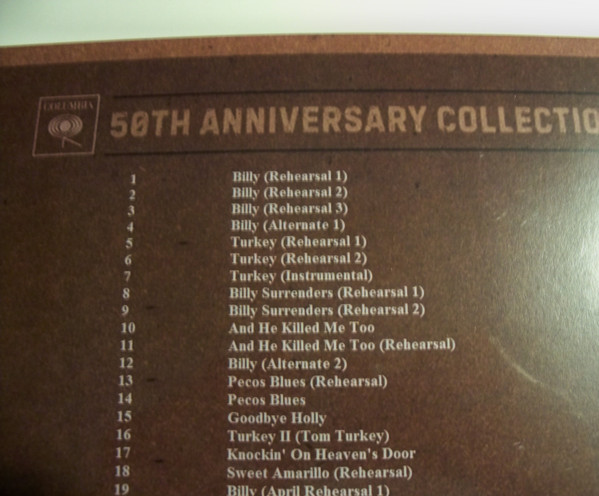 COLUMBIA
50TH ANNIVERSARY COLLECTIO
1 Billy (Rehearsal 1)
2 Billy (Rehearsal 2)
3 Billy (Rehearsal 3)
4 Billy (Alternate 1)
5 Turkey (Rehearsal 1)
6 Turkey (Rehearsal 2)
7 Turkey (Instrumental)
8 Billy Surrenders (Rehearsal 1)
9 Billy Surrenders (Rehearsal 2)
10 And He Killed Me Too
11 And He Killed Me Too (Rehearsal)
12 Billy (Alternate 2)
13 Pecos Blues (Rehearsal)
14 Pecos Blues
15 Goodbye Holly
16 Turkey II (Tom Turkey)
17 Knockin' On Heaven's Door
18 Sweet Amarillo (Rehearsal)
19 Billy (April Rehearsal 1)